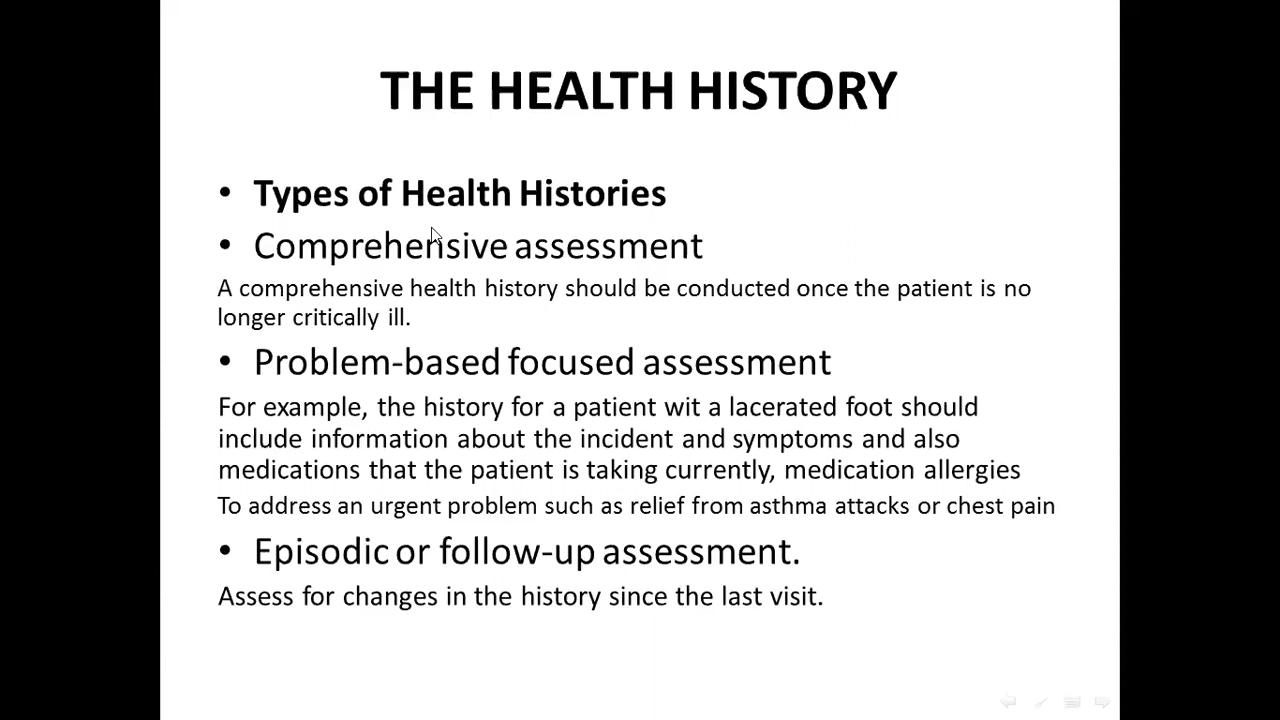 THE HEALTH HISTORY
• Types of Health Histories
• Comprehensive assessment
A comprehensive health history should be conducted once the patient is no
longer critically ill.
• Problem-based focused assessment
For example, the history for a patient wit a lacerated foot should
include information about the incident and symptoms and also
medications that the patient is taking currently, medication allergies
To address an urgent problem such as relief from asthma attacks or chest pain
• Episodic or follow-up assessment.
Assess for changes in the history since the last visit.